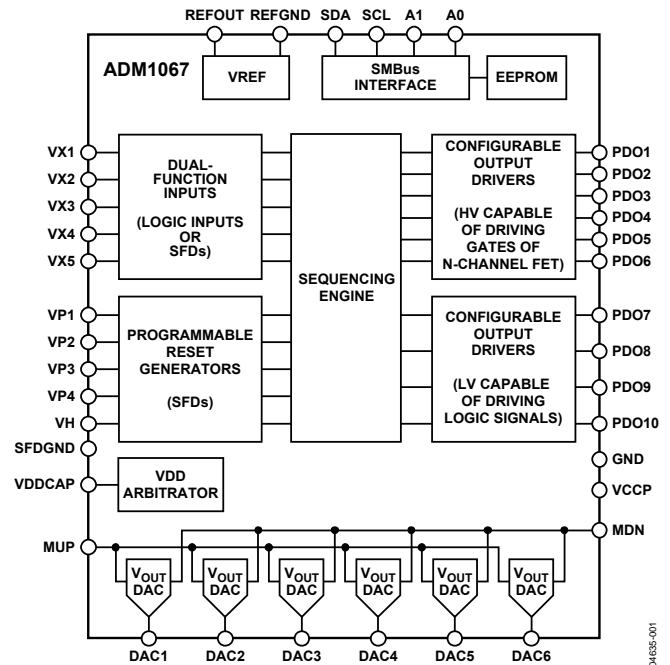 REFOUT REFGND SDA SCL A1 A0
ADM1067
VREF
SMBus
INTERFACE
EEPROM
VX1
VX2
VX3
VX4
VX5
DUAL-
FUNCTION
INPUTS
(LOGIC INPUTS
OR
SFDs)
SEQUENCING
ENGINE
CONFIGURABLE
OUTPUT
DRIVERS
(HV CAPABLE
OF DRIVING
GATES OF
N-CHANNEL FET)
PDO1
PDO2
PDO3
PDO4
PDO5
PDO6
VP1
VP2
VP3
VP4
VH
PROGRAMMABLE
RESET
GENERATORS
(SFDs)
CONFIGURABLE
OUTPUT
DRIVERS
(LV CAPABLE
OF DRIVING
LOGIC SIGNALS)
PDO7
PDO8
PDO9
PDO10
SFDGND
GND
VDDCAP
VDD
ARBITRATOR
VCCP
MUP
MDN
VOUT
DAC
VOUT
DAC
VOUT
DAC
VOUT
DAC
VOUT
DAC
VOUT
DAC
DAC1 DAC2 DAC3 DAC4 DAC5 DAC6